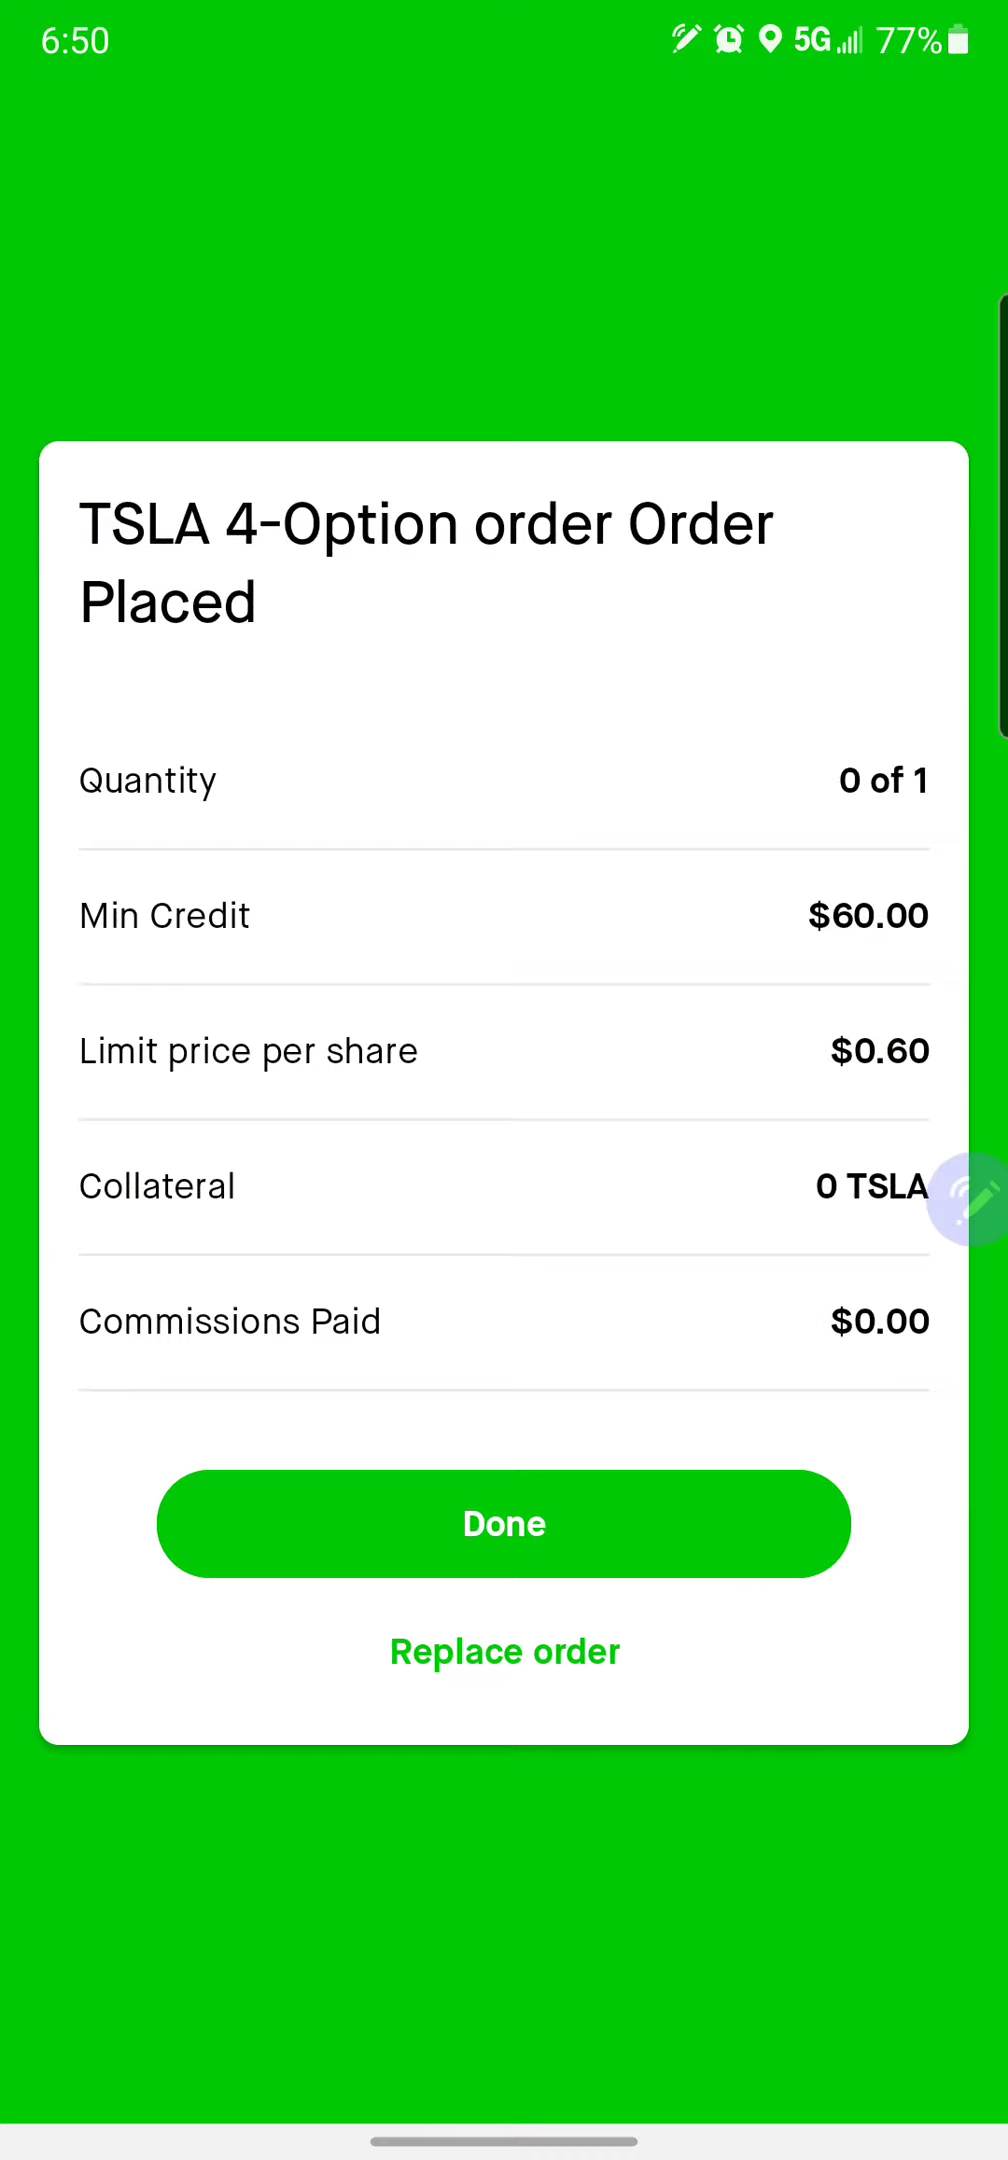 6:50 5G 77%
TSLA 4-Option order Order
Placed
Quantity 0 of 1
Min Credit $60.00
Limit price per share $0.60
Collateral 0 TSLA
Commissions Paid $0.00
Done
Replace order